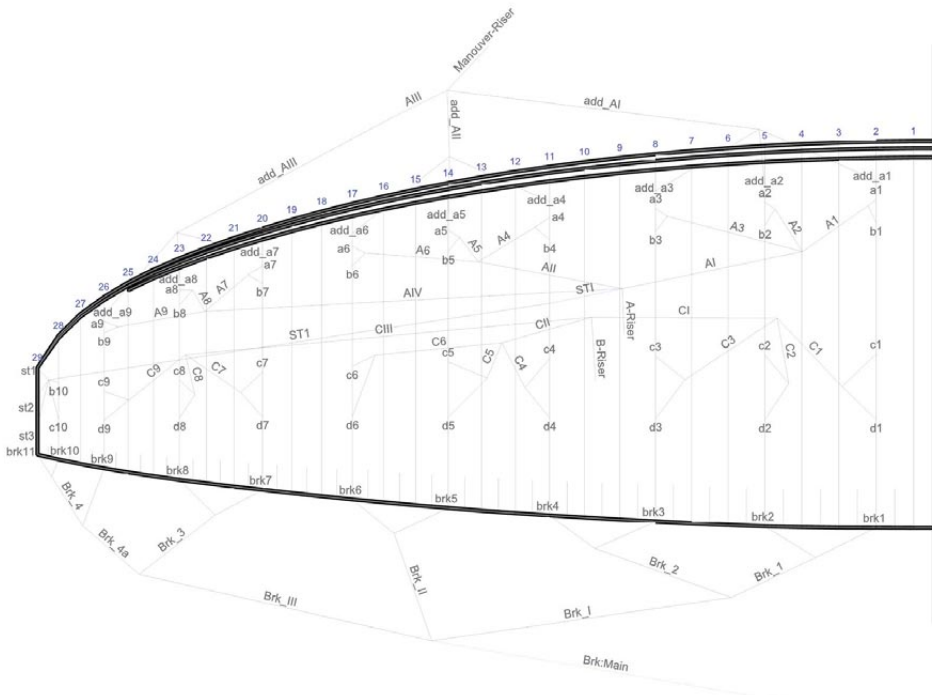 Manouver-Riser
AIII
add_AI
add_AII
add_AIII
1
2
3
4
5
6
7
8
9
10
11
12
13
14
15
16
17
18
19
20
21
22
23
24
25
26
27
28
29
add_a1
a1
add_a2
a2
add_a3
a3
add_a4
a4
add_a5
a5
add_a6
a6
add_a7
a7
add_a8
a8
add_a9
a9
A1
A2
A3
A4
A5
A6
A7
A8
A9
b1
b2
b3
b4
b5
b6
b7
b8
b9
b10
AI
AII
STI
AIV
A-Riser
ST1
CIII
CII
CI
B-Riser
C1
C2
C3
C4
C5
C6
C7
C8
C9
c1
c2
c3
c4
c5
c6
c7
c8
c9
c10
st1
st2
st3
d1
d2
d3
d4
d5
d6
d7
d8
d9
brk11
brk10
brk9
brk8
brk7
brk6
brk5
brk4
brk3
brk2
brk1
Brk_4
Brk_4a
Brk_3
Brk_2
Brk_1
Brk_II
Brk_III
Brk_I
Brk:Main